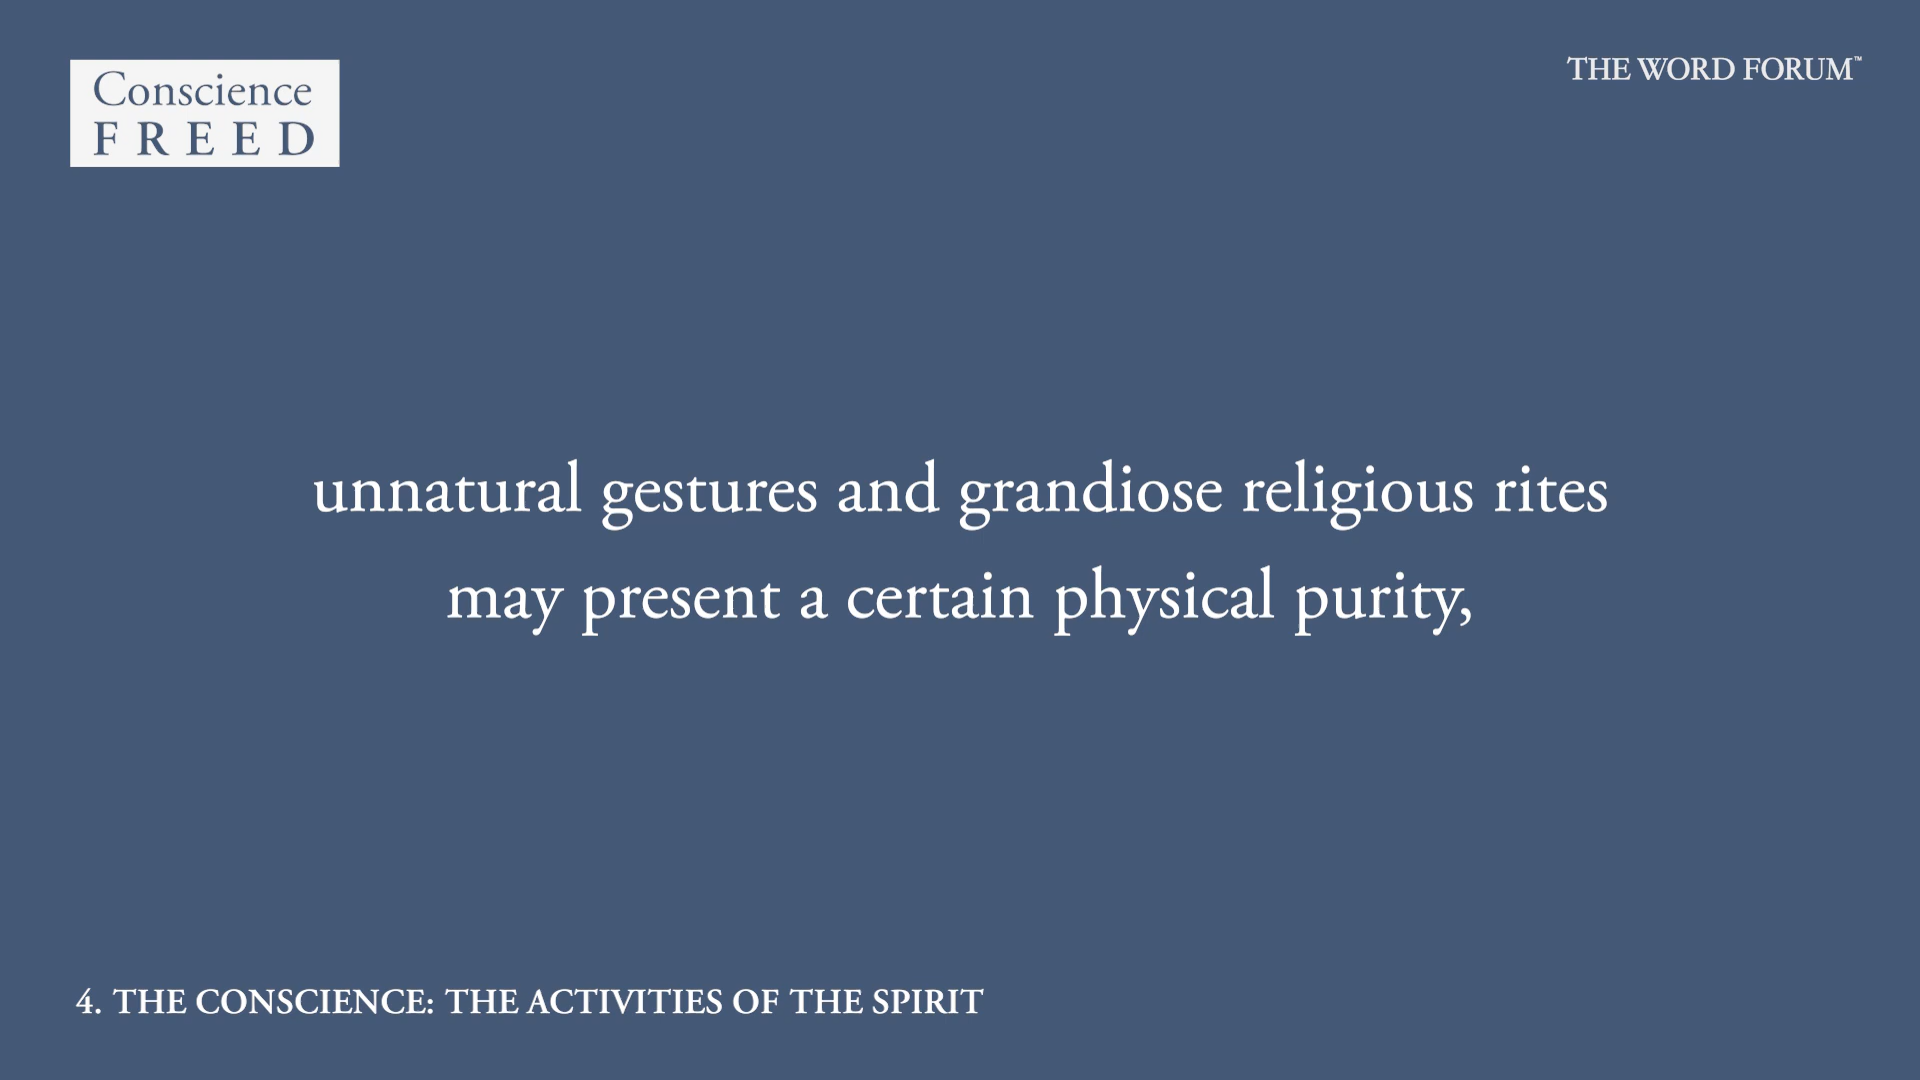 Conscience
FREED
THE WORD FORUM™
unnatural gestures and grandiose religious rites
may present a certain physical purity,
4. THE CONSCIENCE: THE ACTIVITIES OF THE SPIRIT